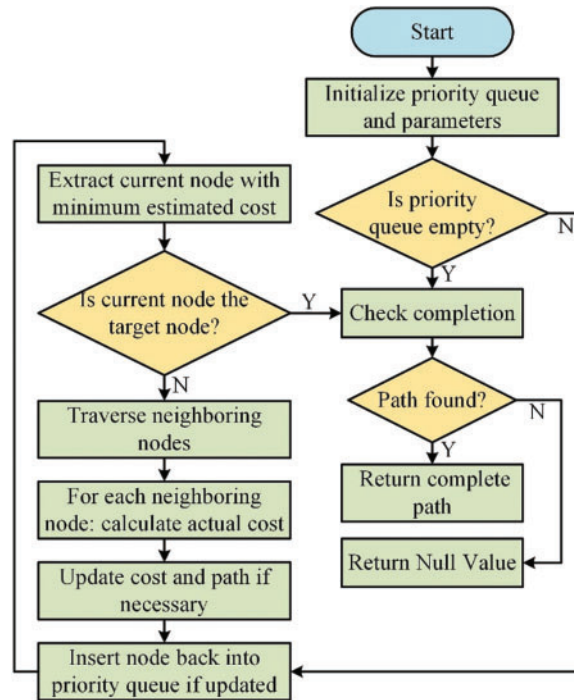 Start
Initialize priority queue
and parameters
Is priority
queue empty?
N
Y
Extract current node with
minimum estimated cost
Is current node the
target node?
Y
N
Check completion
Path found?
N
Y
Return complete
path
Return Null Value
Traverse neighboring
nodes
For each neighboring
node: calculate actual cost
Update cost and path if
necessary
Insert node back into
priority queue if updated